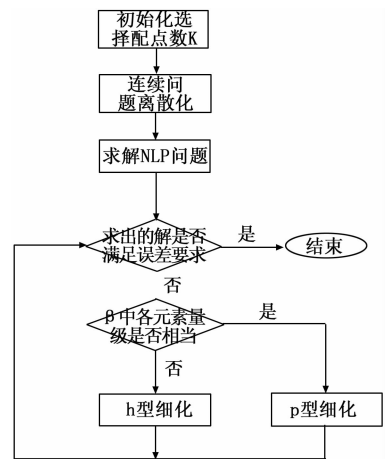 初始化选
择配点数K
连续问
题离散化
求解NLP问题
求出的解是否
满足误差要求
是
结束
否
β中各元素量
级是否相当
是
否
h型细化
p型细化